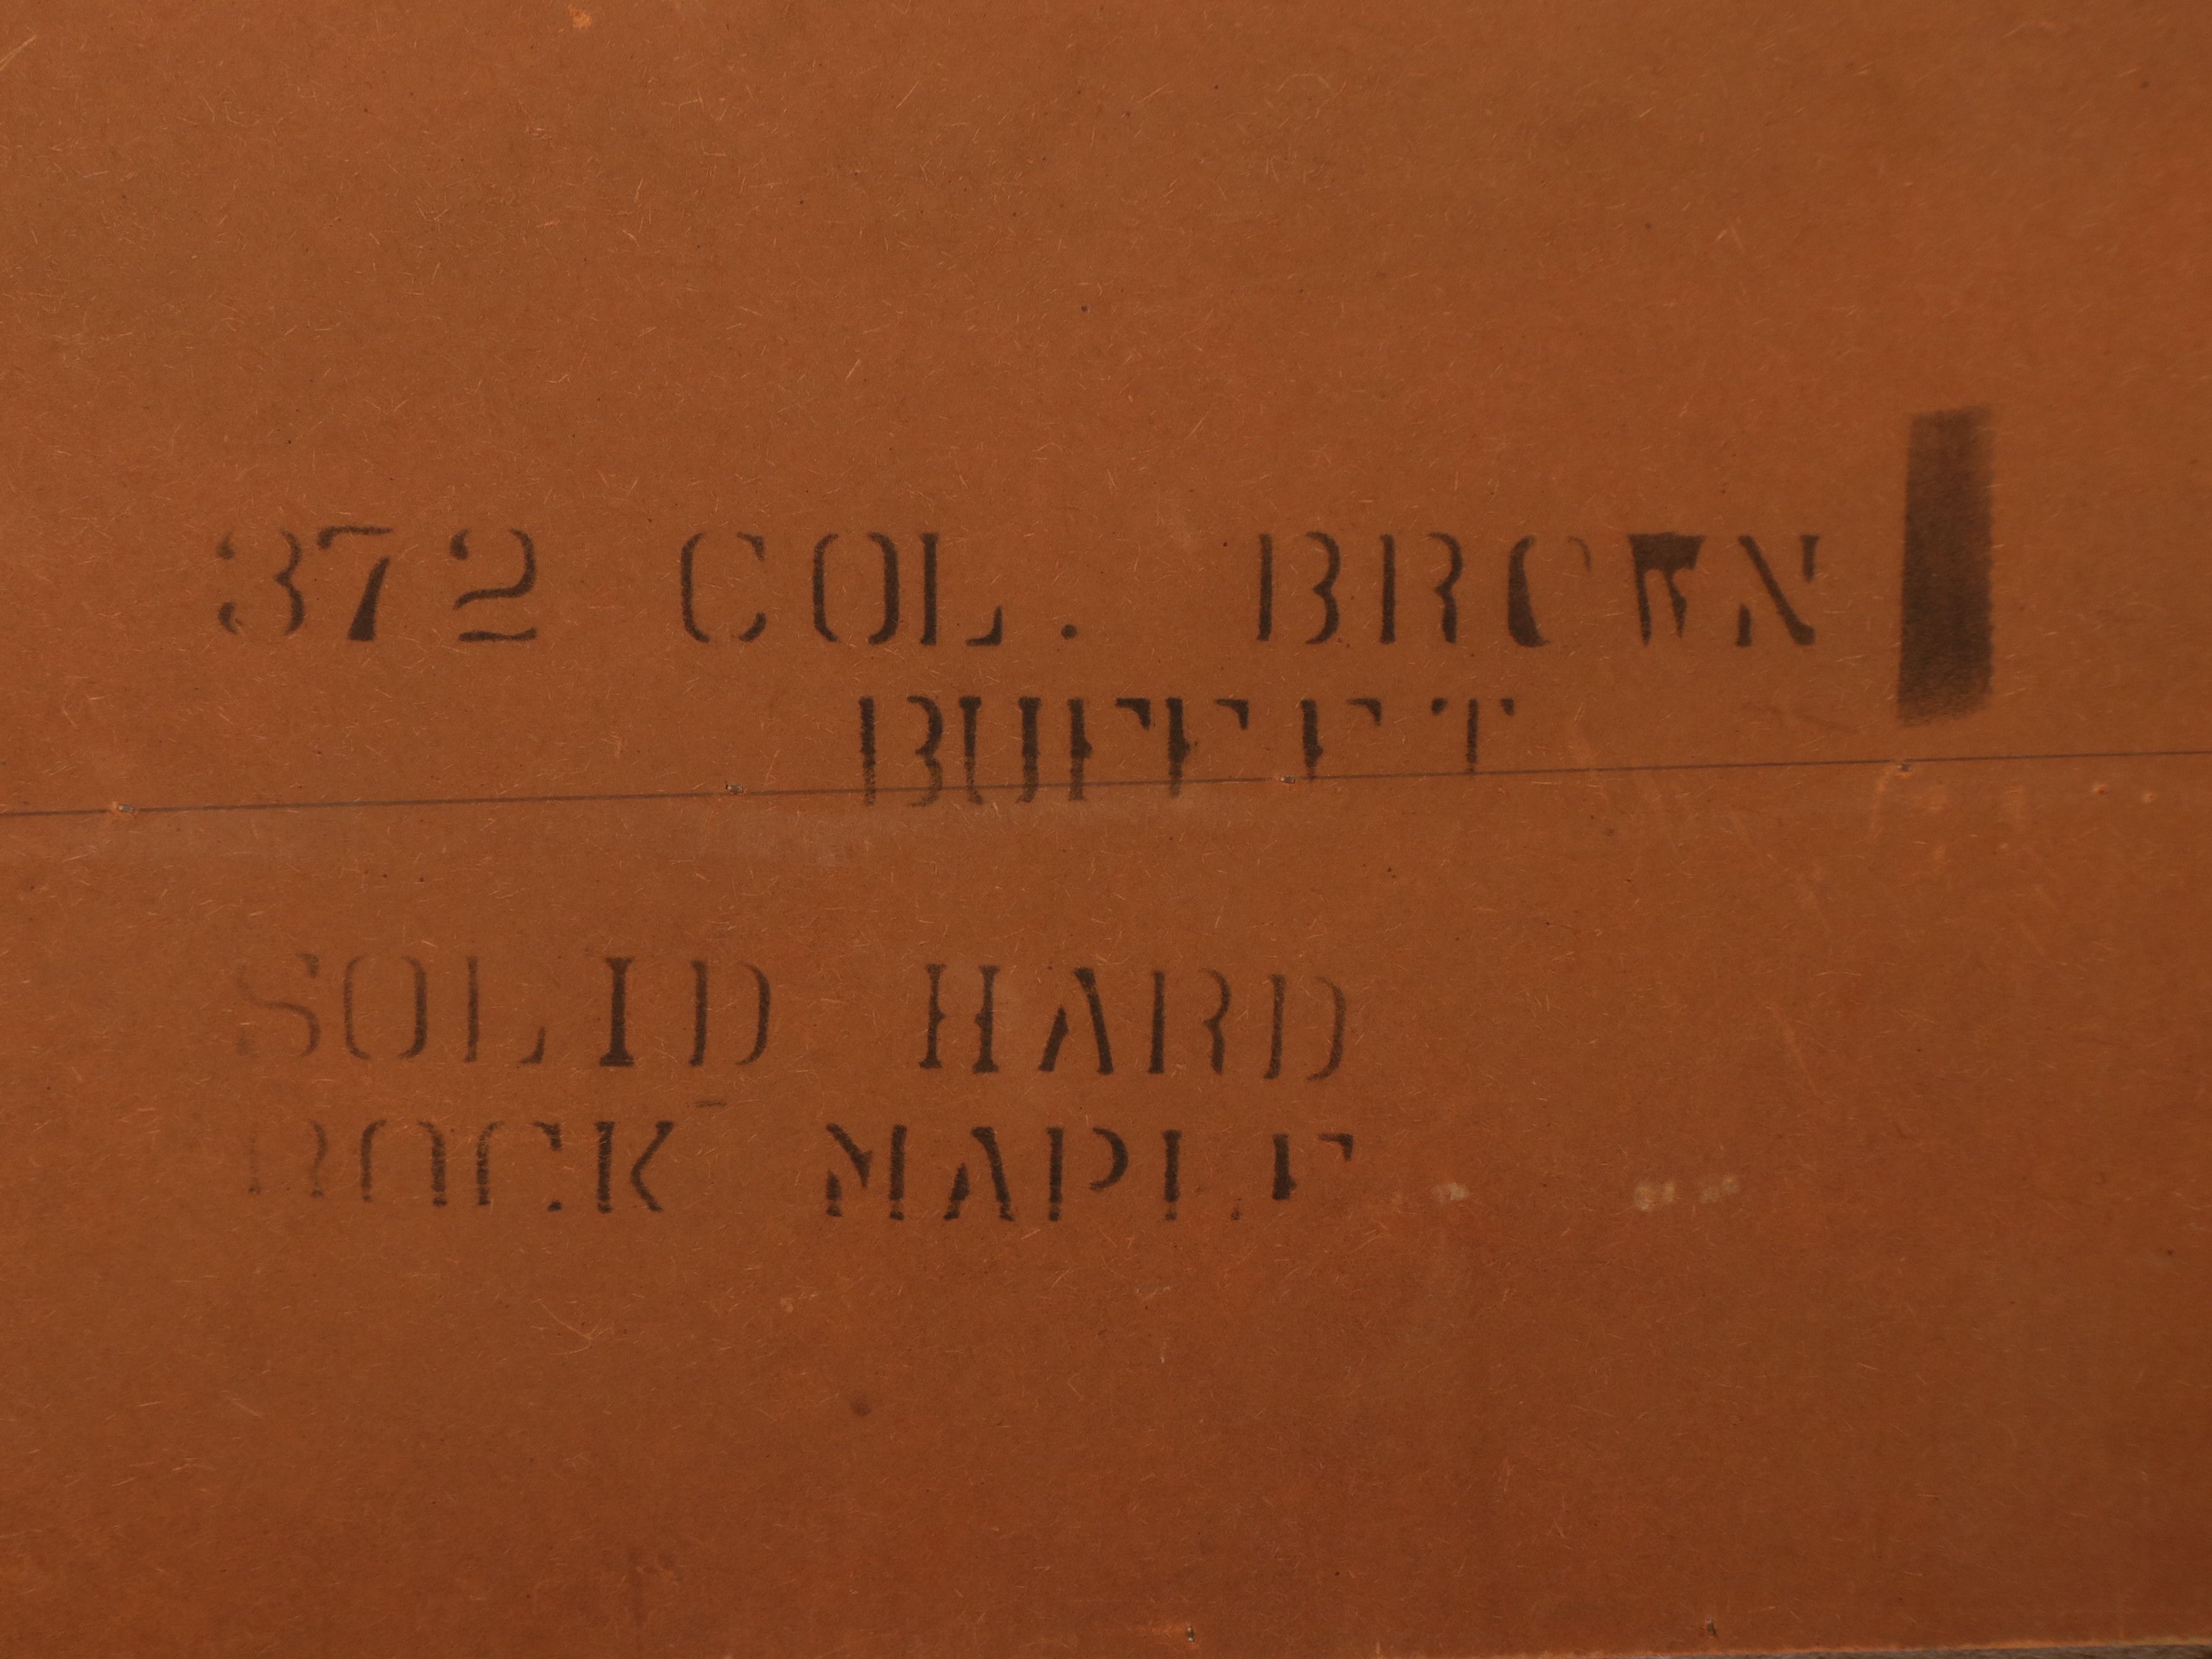 372 COL. BROWN
BUFFET
SOLID HARD
ROCK MAPLE